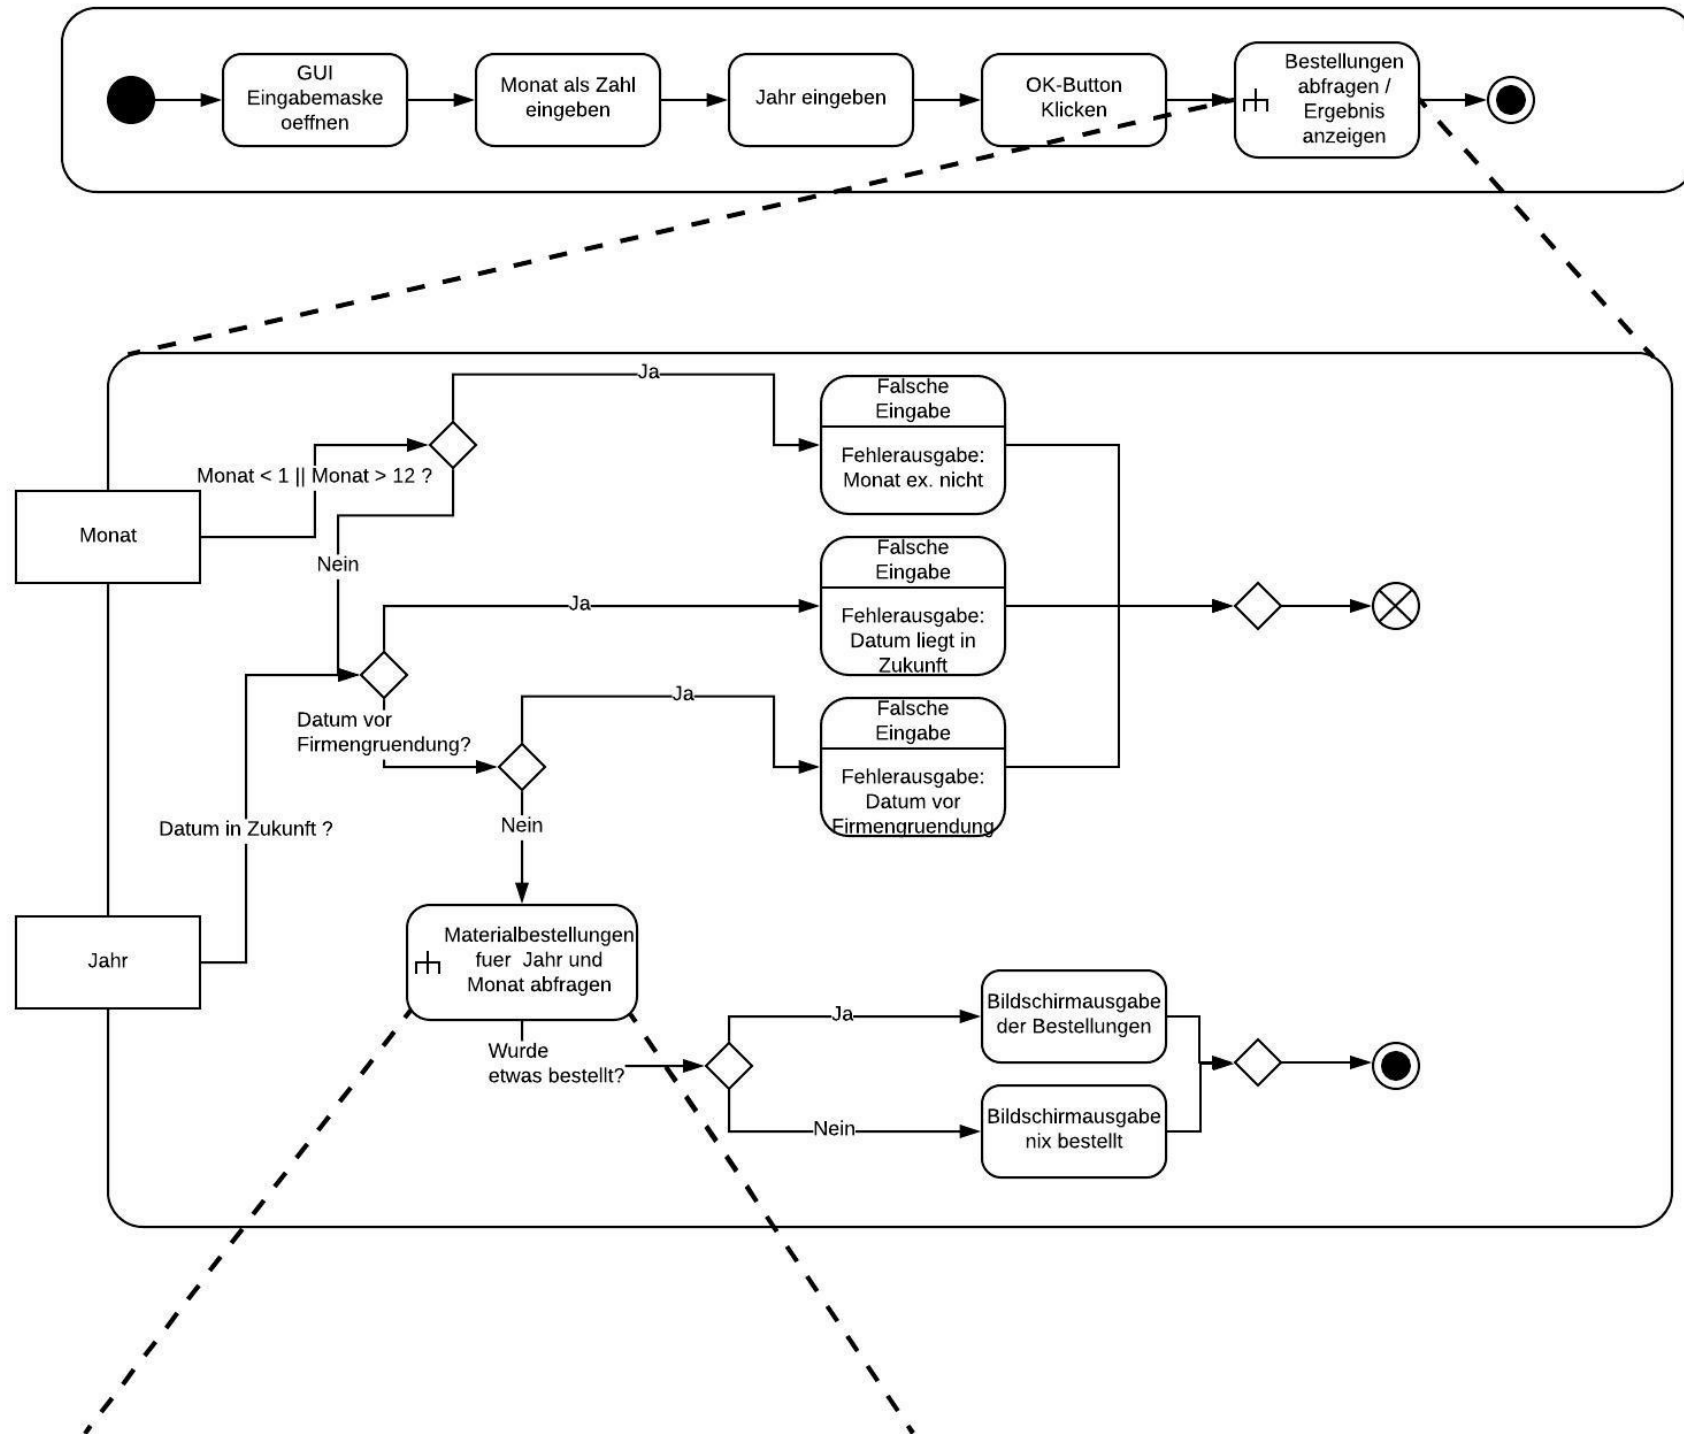 GUI
Eingabemaske
oeffnen
Monat als Zahl
eingeben
Jahr eingeben
OK-Button
Klicken
Bestellungen
abfragen /
Ergebnis
anzeigen
Ja
Falsche
Eingabe
Fehlerausgabe:
Monat ex. nicht
Monat < 1 || Monat > 12 ?
Monat
Nein
Ja
Falsche
Eingabe
Fehlerausgabe:
Datum liegt in
Zukunft
Datum vor
Firmengruendung?
Ja
Falsche
Eingabe
Fehlerausgabe:
Datum vor
Firmengruendung
Datum in Zukunft ?
Nein
Jahr
Materialbestellungen
fuer Jahr und
Monat abfragen
Wurde
etwas bestellt?
Ja
Bildschirmausgabe
der Bestellungen
Nein
Bildschirmausgabe
nix bestellt